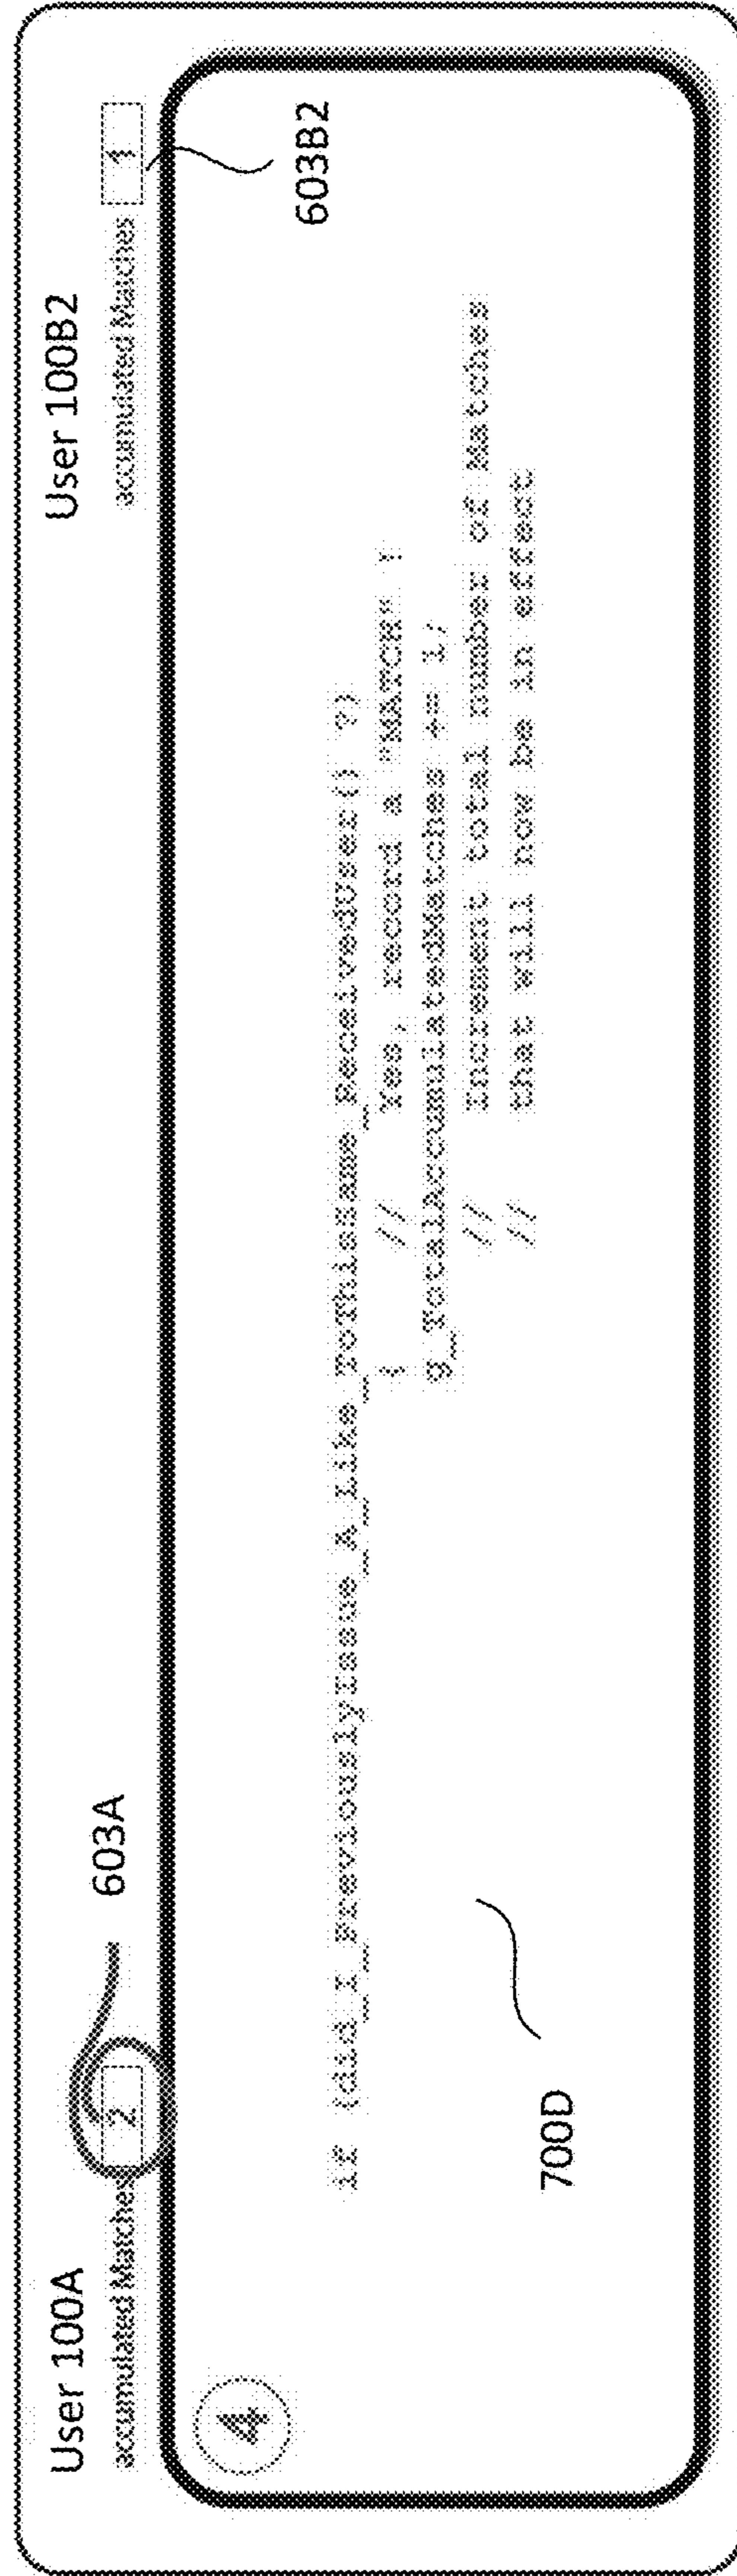 User 100A
accumulated Matches 2
603A
User 100B2
accumulated Matches 1
603B2
4
if (did_I_PreviouslyIssue_A_Like_ToThisSame_ReceivedUser() ?)
{ // Yes, record a "MATCH" !
g_TotalAccumulatedMatches += 1;
// Increment total number of Matches
// that will now be in effect
700D